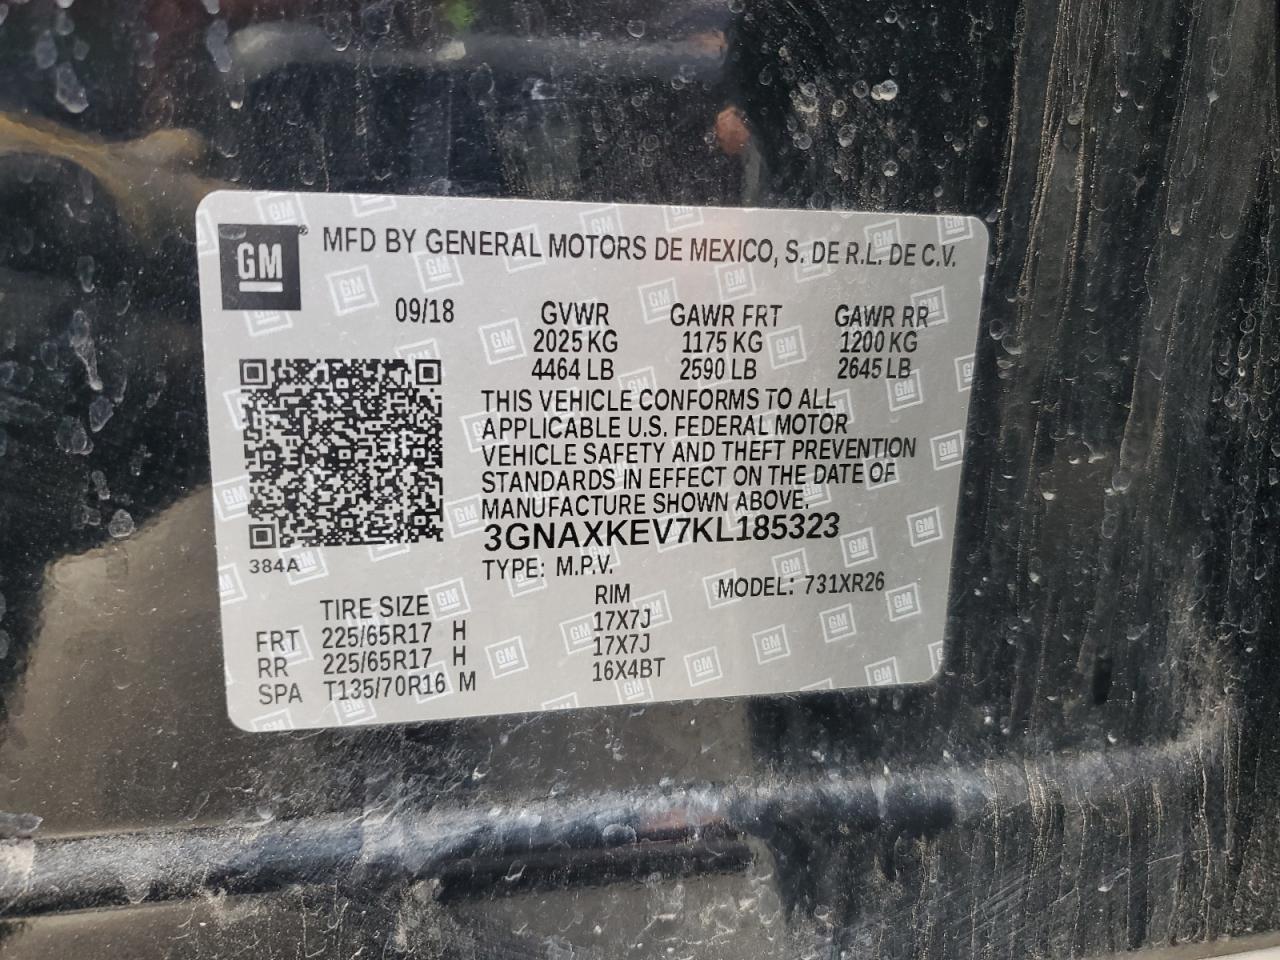 GM® MFD BY GENERAL MOTORS DE MEXICO, S. DE R.L. DE C.V.
09/18 GVWR GAWR FRT GAWR RR
2025 KG 1175 KG 1200 KG
4464 LB 2590 LB 2645 LB
THIS VEHICLE CONFORMS TO ALL
APPLICABLE U.S. FEDERAL MOTOR
VEHICLE SAFETY AND THEFT PREVENTION
STANDARDS IN EFFECT ON THE DATE OF
MANUFACTURE SHOWN ABOVE.
3GNAXKEV7KL185323
384A TYPE: M.P.V. MODEL: 731XR26
TIRE SIZE RIM
FRT 225/65R17 H 17X7J
RR 225/65R17 H 17X7J
SPA T135/70R16 M 16X4BT